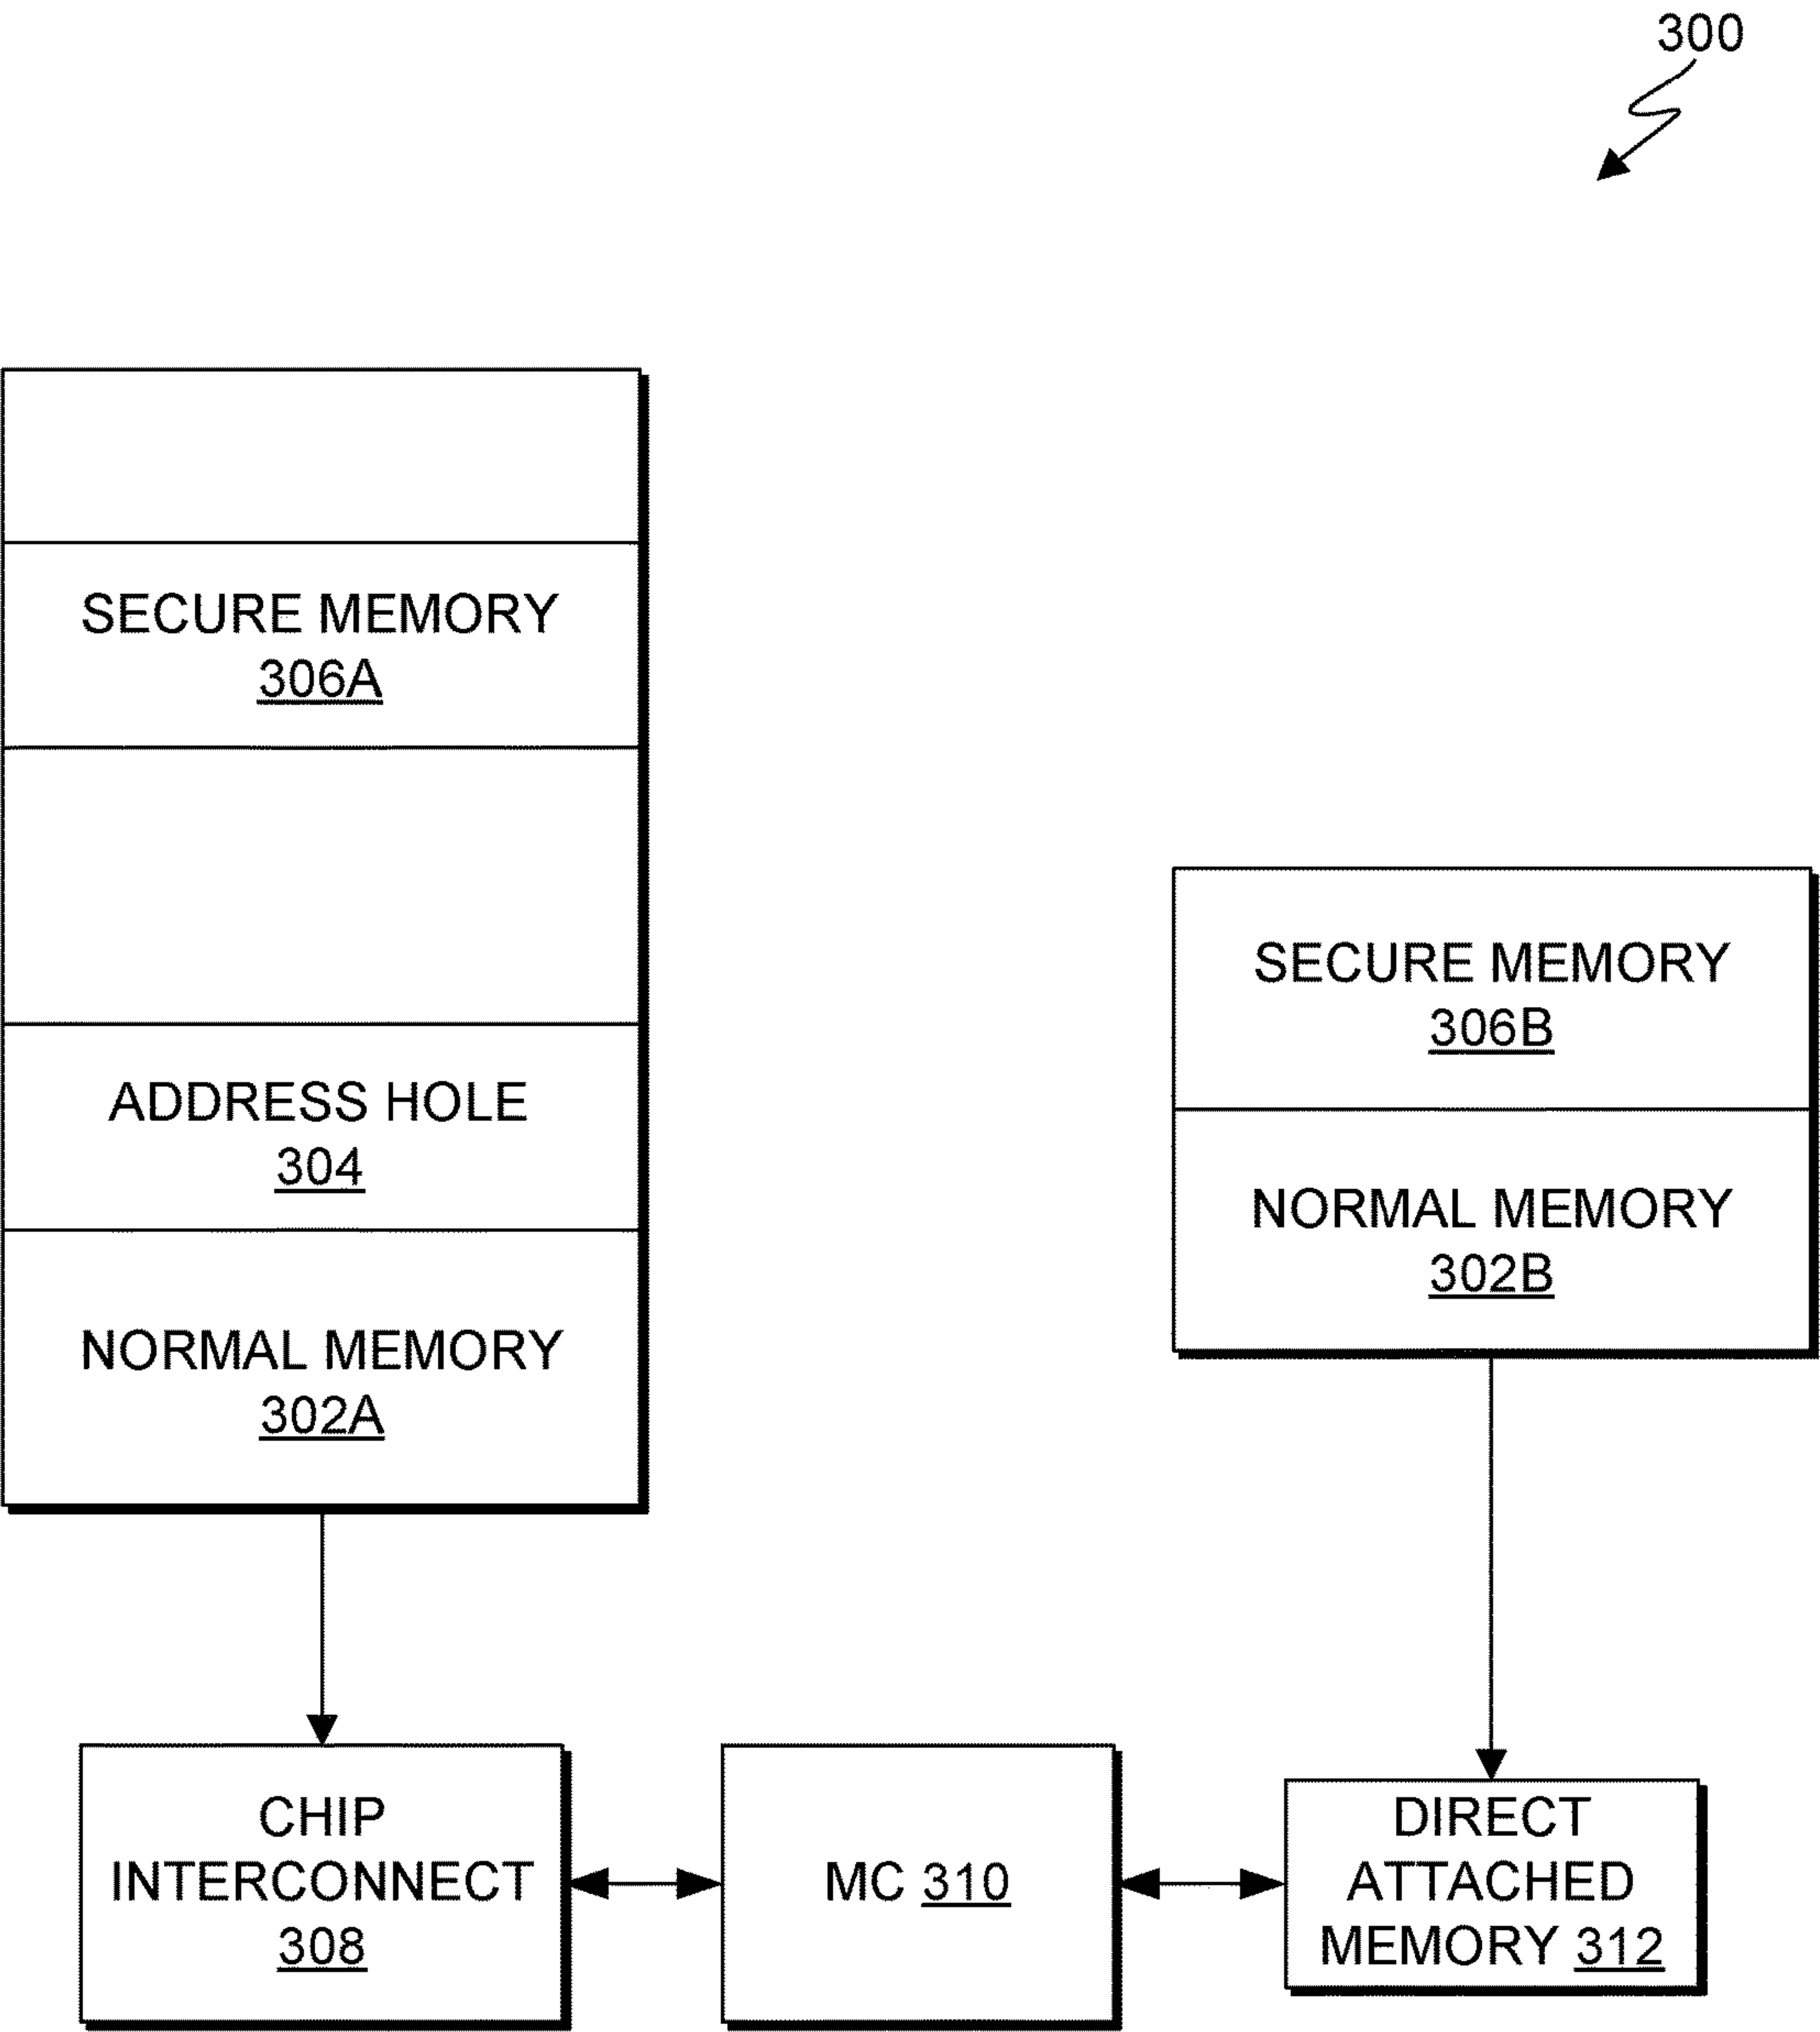 300
SECURE MEMORY
306A
ADDRESS HOLE
304
NORMAL MEMORY
302A
SECURE MEMORY
306B
NORMAL MEMORY
302B
CHIP
INTERCONNECT
308
MC 310
DIRECT
ATTACHED
MEMORY 312